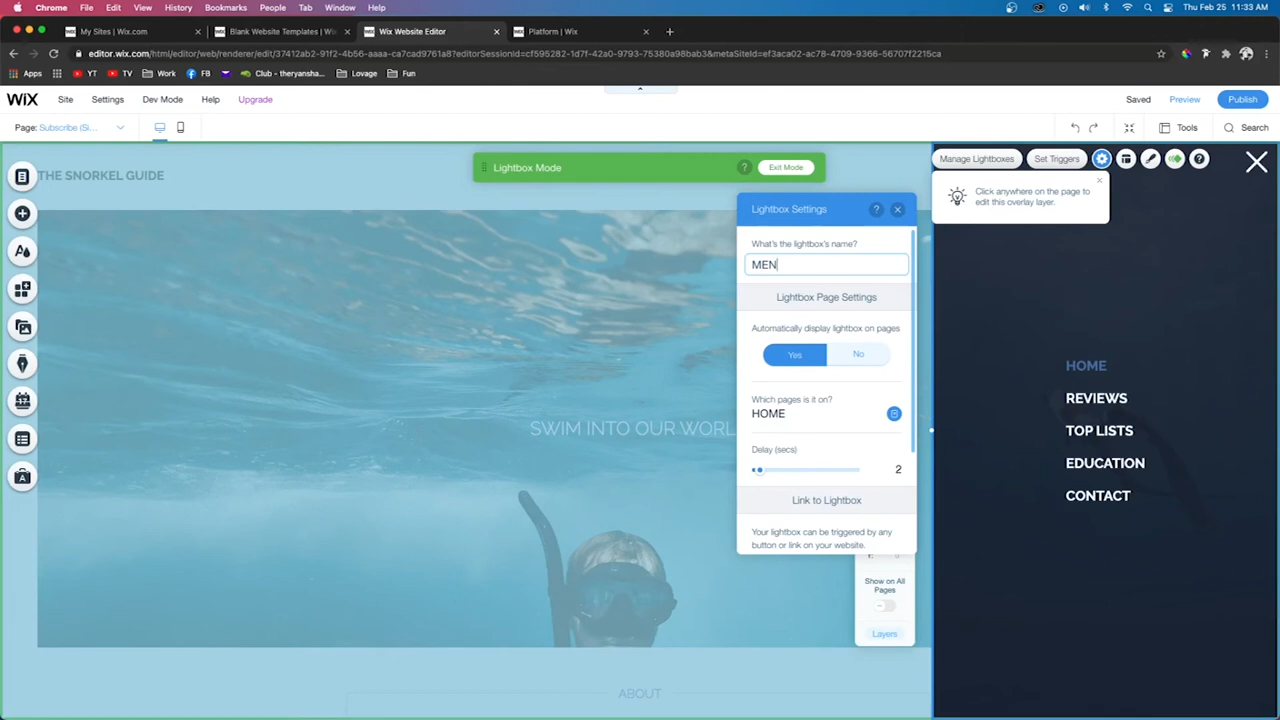 Chrome File Edit View History Bookmarks People Tab Window Help Thu Feb 25 11:33 AM
My Sites | Wix.com Blank Website Templates | Wi Wix Website Editor Platform | Wix
editor.wix.com/html/editor/web/renderer/edit/37412ab2-91f2-4b56-aaaa-ca7cad9761a8?editorSessionId=cf595282-1d7f-42a0-9793-75380a98bab3&metaSiteId=ef3aca02-ac78-4709-9366-56707f2215ca
Apps YT TV Work FB Club - theryansha... Lovage Fun
WiX Site Settings Dev Mode Help Upgrade Saved Preview Publish
Page: Subscribe (Si... Tools Search
THE SNORKEL GUIDE
Lightbox Mode ? Exit Mode
Manage Lightboxes Set Triggers ?
Click anywhere on the page to
edit this overlay layer.
Lightbox Settings ?
What's the lightbox's name?
MEN
Lightbox Page Settings
Automatically display lightbox on pages
Yes No
Which pages is it on?
HOME
Delay (secs)
2
Link to Lightbox
Your lightbox can be triggered by any
button or link on your website.
Show on All
Pages
Layers
SWIM INTO OUR WORL
ABOUT
HOME
REVIEWS
TOP LISTS
EDUCATION
CONTACT